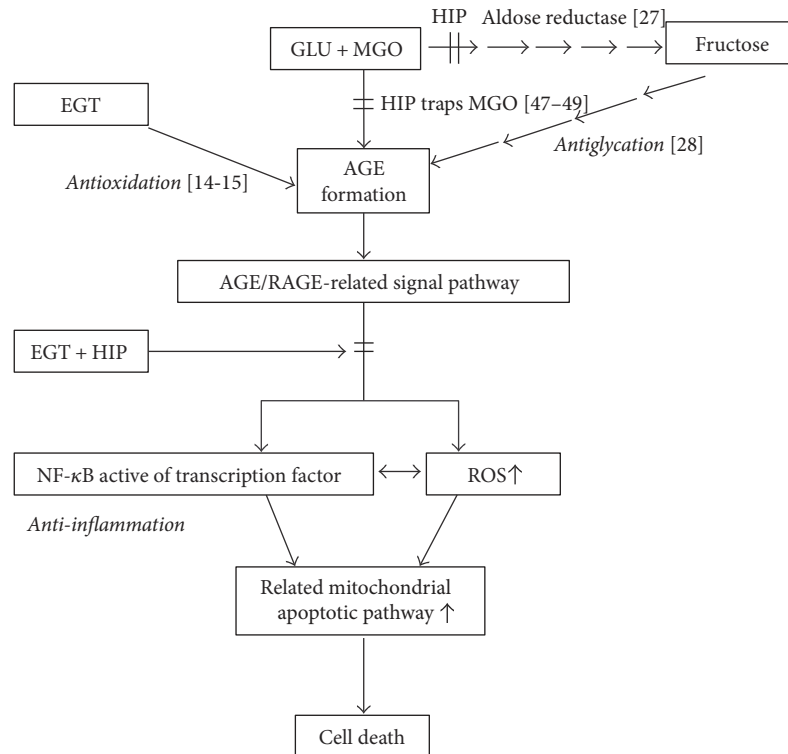 HIP
Aldose reductase [27]
GLU + MGO
Fructose
EGT
HIP traps MGO [47–49]
Antiglycation [28]
Antioxidation [14-15]
AGE
formation
AGE/RAGE-related signal pathway
EGT + HIP
NF-κB active of transcription factor
ROS↑
Anti-inflammation
Related mitochondrial
apoptotic pathway ↑
Cell death